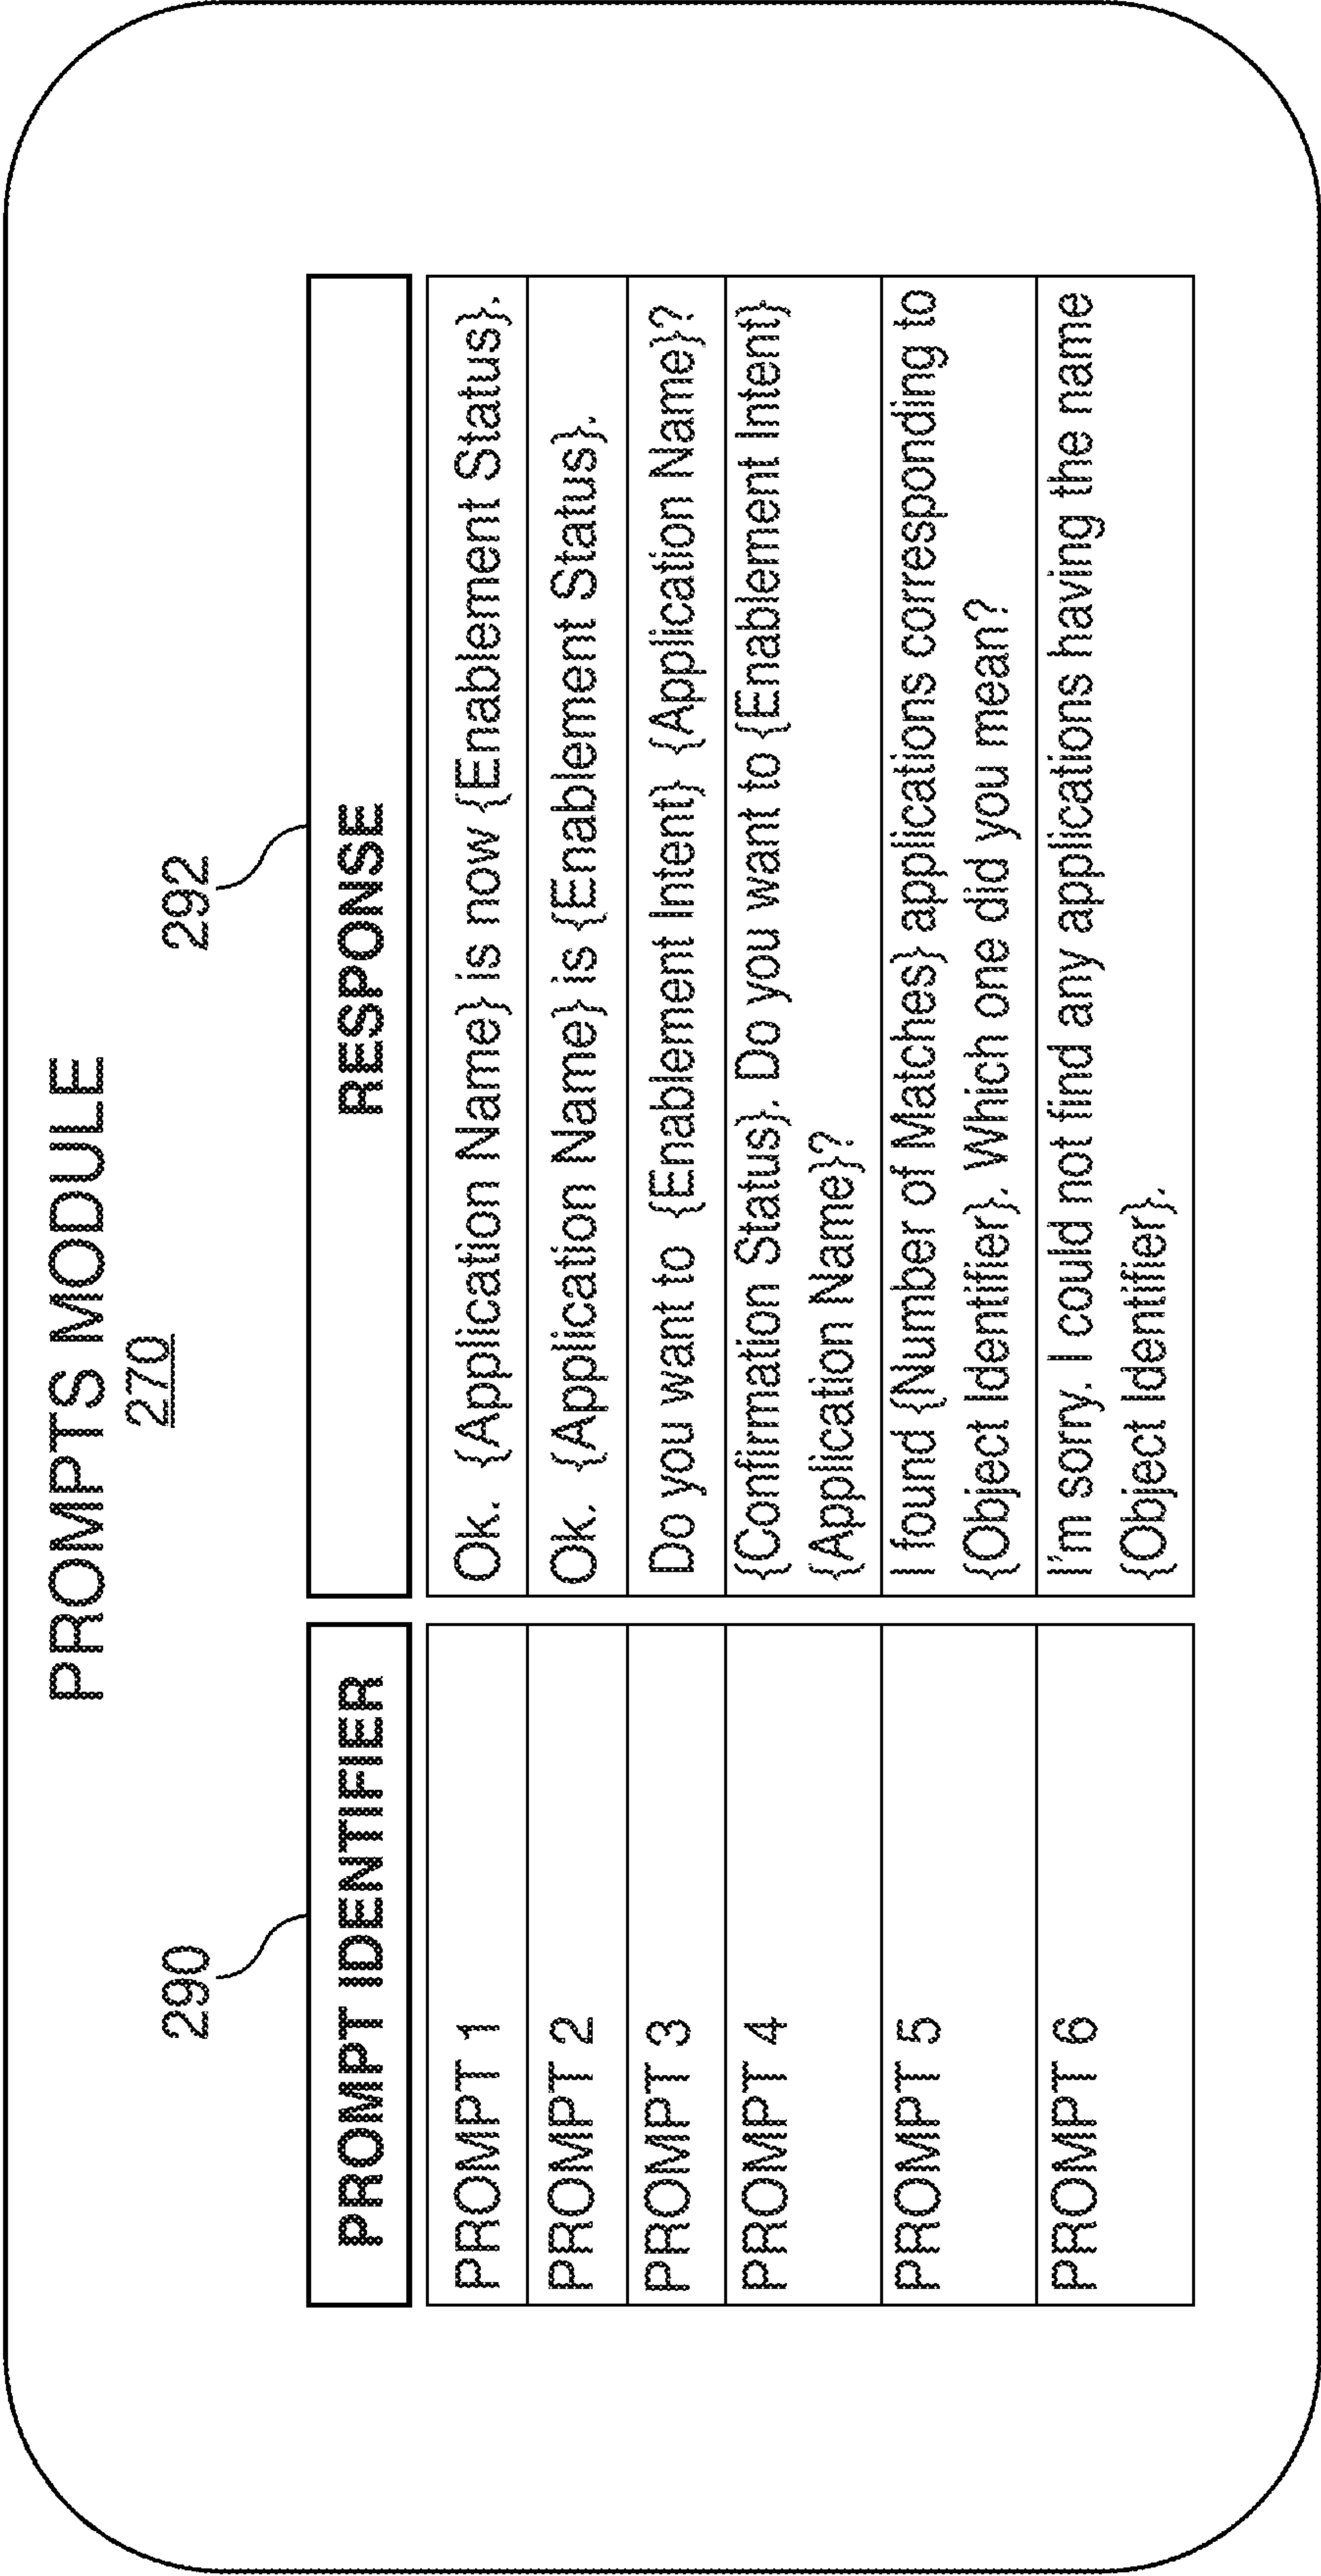 PROMPTS MODULE
270
290
292
PROMPT IDENTIFIER
RESPONSE
PROMPT 1
Ok. {Application Name} is now {Enablement Status}.
PROMPT 2
Ok. {Application Name} is {Enablement Status}.
PROMPT 3
Do you want to {Enablement Intent} {Application Name}?
PROMPT 4
{Confirmation Status}. Do you want to {Enablement Intent}
{Application Name}?
PROMPT 5
I found {Number of Matches} applications corresponding to
{Object Identifier}. Which one did you mean?
PROMPT 6
I'm sorry. I could not find any applications having the name
{Object Identifier}.